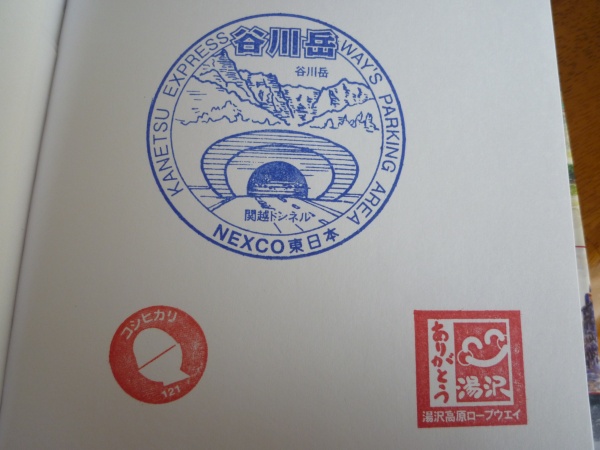 谷川岳
谷川岳
KANETSU EXPRESSWAY'S PARKING AREA
関越トンネル
NEXCO東日本
コシヒカリ
121
ありがとう
湯沢
湯沢高原ロープウエイ